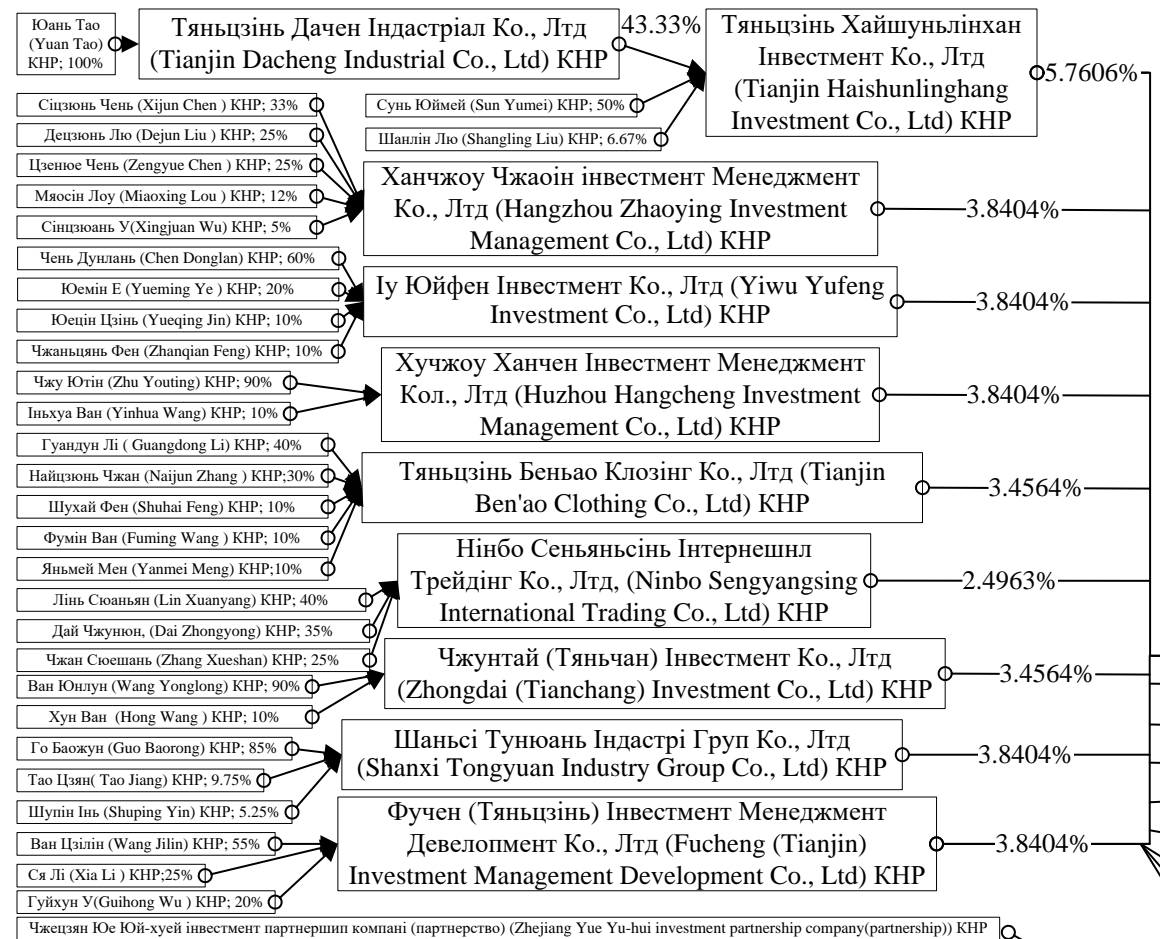 Юань Тао
(Yuan Tao)
КНР; 100%
Тяньцзінь Дачен Індастріал Ко., Лтд
(Tianjin Dacheng Industrial Co., Ltd) КНР
43.33%
Тяньцзінь Хайшуньлінхан
Інвестмент Ко., Лтд
(Tianjin Haishunlinghang
Investment Co., Ltd) КНР
5.7606%
Сунь Юймей (Sun Yumei) КНР; 50%
Шанлін Лю (Shangling Liu) КНР; 6.67%
Сіцзюнь Чень (Xijun Chen ) КНР; 33%
Децзюнь Лю (Dejun Liu ) КНР; 25%
Цзенюе Чень (Zengyue Chen ) КНР; 25%
Мяосін Лоу (Miaoxing Lou ) КНР; 12%
Сінцзюань У(Xingjuan Wu) КНР; 5%
Ханчжоу Чжаоін інвестмент Менеджмент
Ко., Лтд (Hangzhou Zhaoying Investment
Management Co., Ltd) КНР
3.8404%
Чень Дунлань (Chen Donglan) КНР; 60%
Юемін Е (Yueming Ye ) КНР; 20%
Юецін Цзінь (Yueqing Jin) КНР; 10%
Чжаньцянь Фен (Zhanqian Feng) КНР; 10%
Іу Юйфен Інвестмент Ко., Лтд (Yiwu Yufeng
Investment Co., Ltd) КНР
3.8404%
Чжу Ютін (Zhu Youting) КНР; 90%
Іньхуа Ван (Yinhua Wang) КНР; 10%
Хучжоу Ханчен Інвестмент Менеджмент
Кол., Лтд (Huzhou Hangcheng Investment
Management Co., Ltd) КНР
3.8404%
Гуандун Лі ( Guangdong Li) КНР; 40%
Найцзюнь Чжан (Naijun Zhang ) КНР;30%
Шухай Фен (Shuhai Feng) КНР; 10%
Фумін Ван (Fuming Wang ) КНР; 10%
Яньмей Мен (Yanmei Meng) КНР;10%
Тяньцзінь Беньао Клозінг Ко., Лтд (Tianjin
Ben'ao Clothing Co., Ltd) КНР
3.4564%
Лінь Сюаньян (Lin Xuanyang) КНР; 40%
Дай Чжунюн, (Dai Zhongyong) КНР; 35%
Чжан Сюешань (Zhang Xueshan) КНР; 25%
Нінбо Сеньяньсінь Інтернешнл
Трейдінг Ко., Лтд, (Ninbo Sengyangsing
International Trading Co., Ltd) КНР
2.4963%
Ван Юнлун (Wang Yonglong) КНР; 90%
Хун Ван  (Hong Wang ) КНР; 10%
Чжунтай (Тяньчан) Інвестмент Ко., Лтд
(Zhongdai (Tianchang) Investment Co., Ltd) КНР
3.4564%
Го Баожун (Guo Baorong) КНР; 85%
Тао Цзян( Tao Jiang) КНР; 9.75%
Шупін Інь (Shuping Yin) КНР; 5.25%
Шаньсі Тунюань Індастрі Груп Ко., Лтд
(Shanxi Tongyuan Industry Group Co., Ltd) КНР
3.8404%
Ван Цзілін (Wang Jilin) КНР; 55%
Ся Лі (Xia Li ) КНР;25%
Гуйхун У(Guihong Wu ) КНР; 20%
Фучен (Тяньцзінь) Інвестмент Менеджмент
Девелопмент Ко., Лтд (Fucheng (Tianjin)
Investment Management Development Co., Ltd) КНР
3.8404%
Чжецзян Юе Юй-хуей інвестмент партнершип компані (партнерство) (Zhejiang Yue Yu-hui investment partnership company(partnership)) КНР